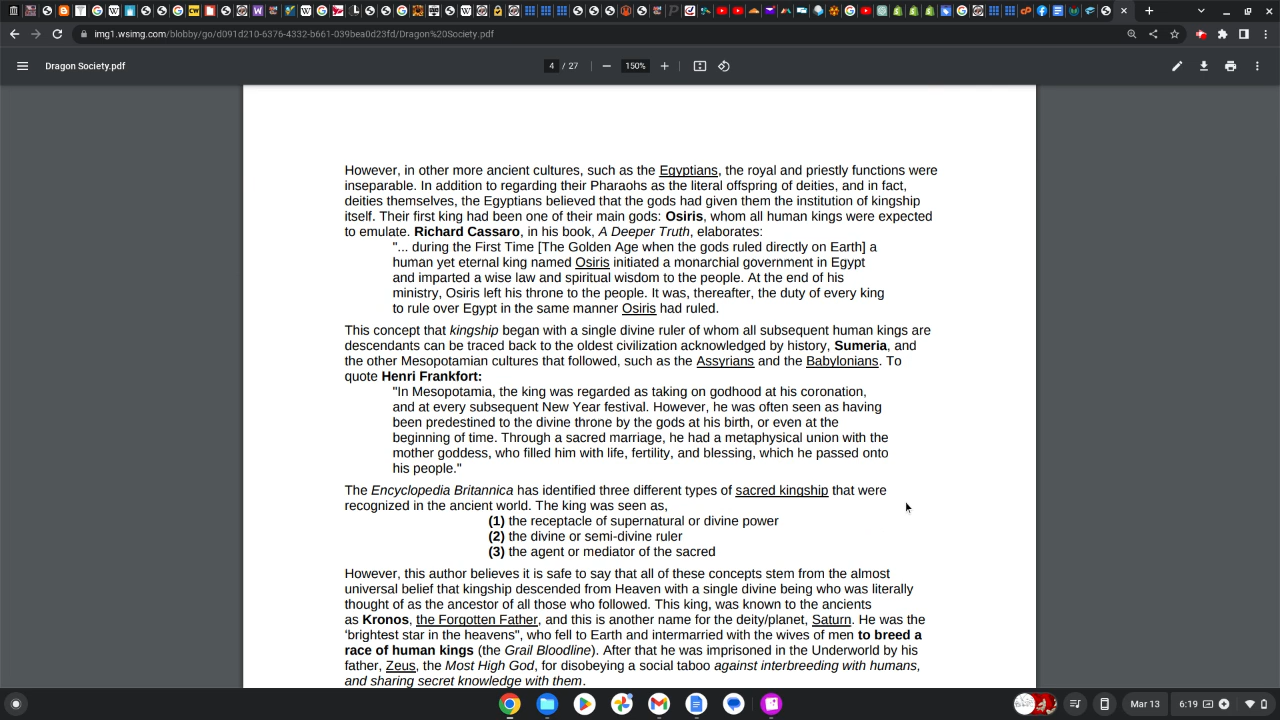 img1.wsimg.com/blobby/go/d091d210-6376-4332-b661-039bea0d23fd/Dragon%20Society.pdf
Dragon Society.pdf
4 / 27
150%
However, in other more ancient cultures, such as the Egyptians, the royal and priestly functions were
inseparable. In addition to regarding their Pharaohs as the literal offspring of deities, and in fact,
deities themselves, the Egyptians believed that the gods had given them the institution of kingship
itself. Their first king had been one of their main gods: Osiris, whom all human kings were expected
to emulate. Richard Cassaro, in his book, A Deeper Truth, elaborates:
"... during the First Time [The Golden Age when the gods ruled directly on Earth] a
human yet eternal king named Osiris initiated a monarchial government in Egypt
and imparted a wise law and spiritual wisdom to the people. At the end of his
ministry, Osiris left his throne to the people. It was, thereafter, the duty of every king
to rule over Egypt in the same manner Osiris had ruled.
This concept that kingship began with a single divine ruler of whom all subsequent human kings are
descendants can be traced back to the oldest civilization acknowledged by history, Sumeria, and
the other Mesopotamian cultures that followed, such as the Assyrians and the Babylonians. To
quote Henri Frankfort:
"In Mesopotamia, the king was regarded as taking on godhood at his coronation,
and at every subsequent New Year festival. However, he was often seen as having
been predestined to the divine throne by the gods at his birth, or even at the
beginning of time. Through a sacred marriage, he had a metaphysical union with the
mother goddess, who filled him with life, fertility, and blessing, which he passed onto
his people."
The Encyclopedia Britannica has identified three different types of sacred kingship that were
recognized in the ancient world. The king was seen as,
(1) the receptacle of supernatural or divine power
(2) the divine or semi-divine ruler
(3) the agent or mediator of the sacred
However, this author believes it is safe to say that all of these concepts stem from the almost
universal belief that kingship descended from Heaven with a single divine being who was literally
thought of as the ancestor of all those who followed. This king, was known to the ancients
as Kronos, the Forgotten Father, and this is another name for the deity/planet, Saturn. He was the
‘brightest star in the heavens", who fell to Earth and intermarried with the wives of men to breed a
race of human kings (the Grail Bloodline). After that he was imprisoned in the Underworld by his
father, Zeus, the Most High God, for disobeying a social taboo against interbreeding with humans,
and sharing secret knowledge with them.
Mar 13
6:19